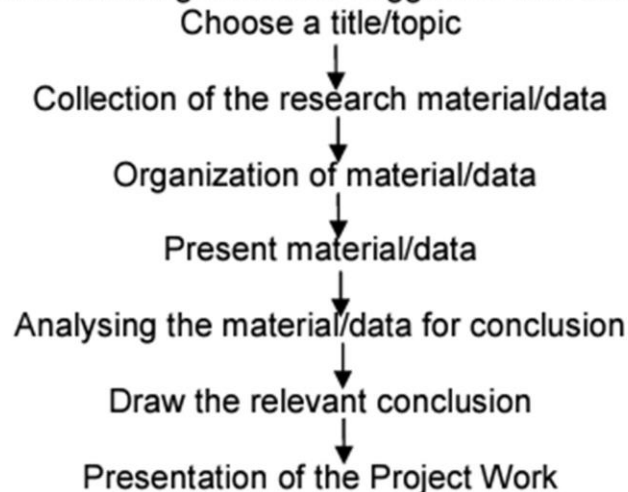 Choose a title/topic
Collection of the research material/data
Organization of material/data
Present material/data
Analysing the material/data for conclusion
Draw the relevant conclusion
Presentation of the Project Work